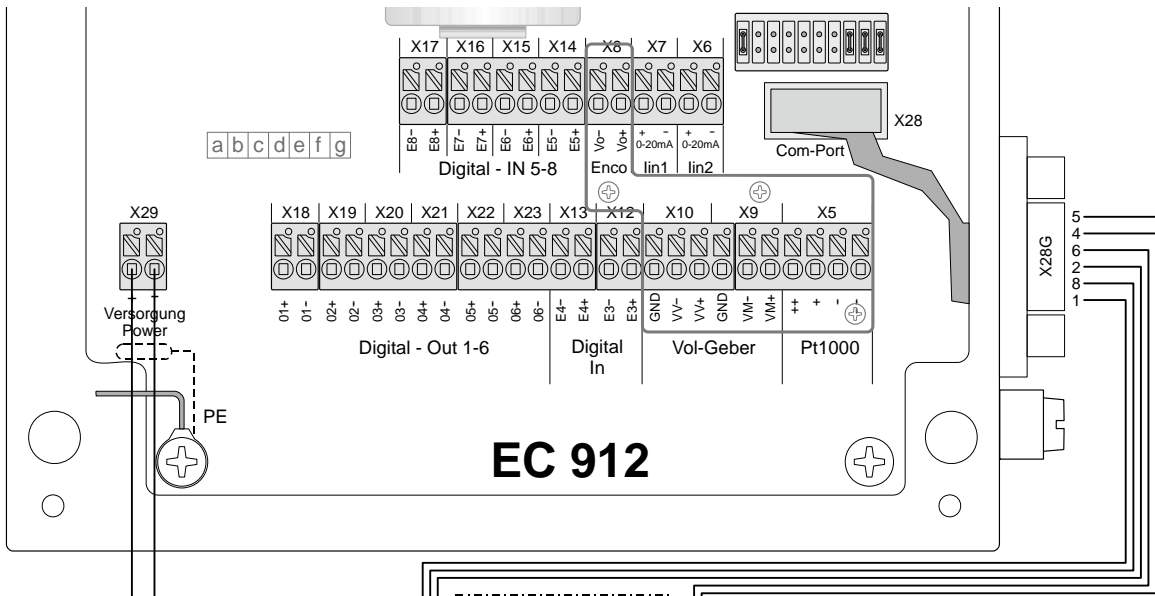 X17 X16 X15 X14 X8 X7 X6
E8- E8+ E7- E7+ E6- E6+ E5- E5+ Vo- Vo+ + - + -
0-20mA 0-20mA
Digital - IN 5-8 Enco Iin1 Iin2
X28
Com-Port
a b c d e f g
X29
X18 X19 X20 X21 X22 X23 X13 X12 X10 X9 X5
01+ 01- 02+ 02- 03+ 03- 04+ 04- 05+ 05- 06+ 06- E4- E4+ E3- E3+ GND VV- VV+ GND VM- VM+ ++ + - -
Versorgung
Power
Digital - Out 1-6 Digital Vol-Geber Pt1000
In
X28G
5
4
6
2
8
1
PE
EC 912